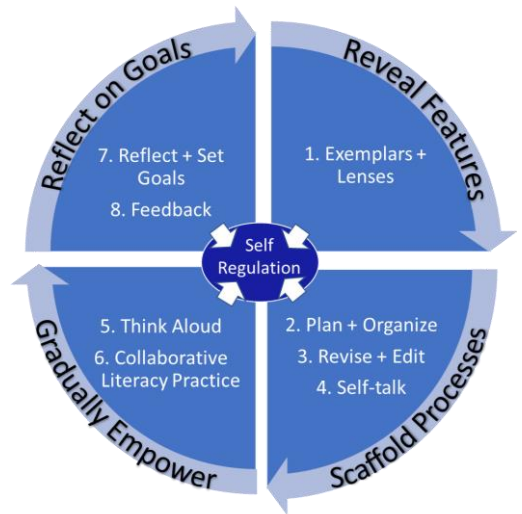 Reveal Features
1. Exemplars +
Lenses
Scaffold Processes
2. Plan + Organize
3. Revise + Edit
4. Self-talk
Gradually Empower
5. Think Aloud
6. Collaborative
Literacy Practice
Reflect on Goals
7. Reflect + Set
Goals
8. Feedback
Self
Regulation